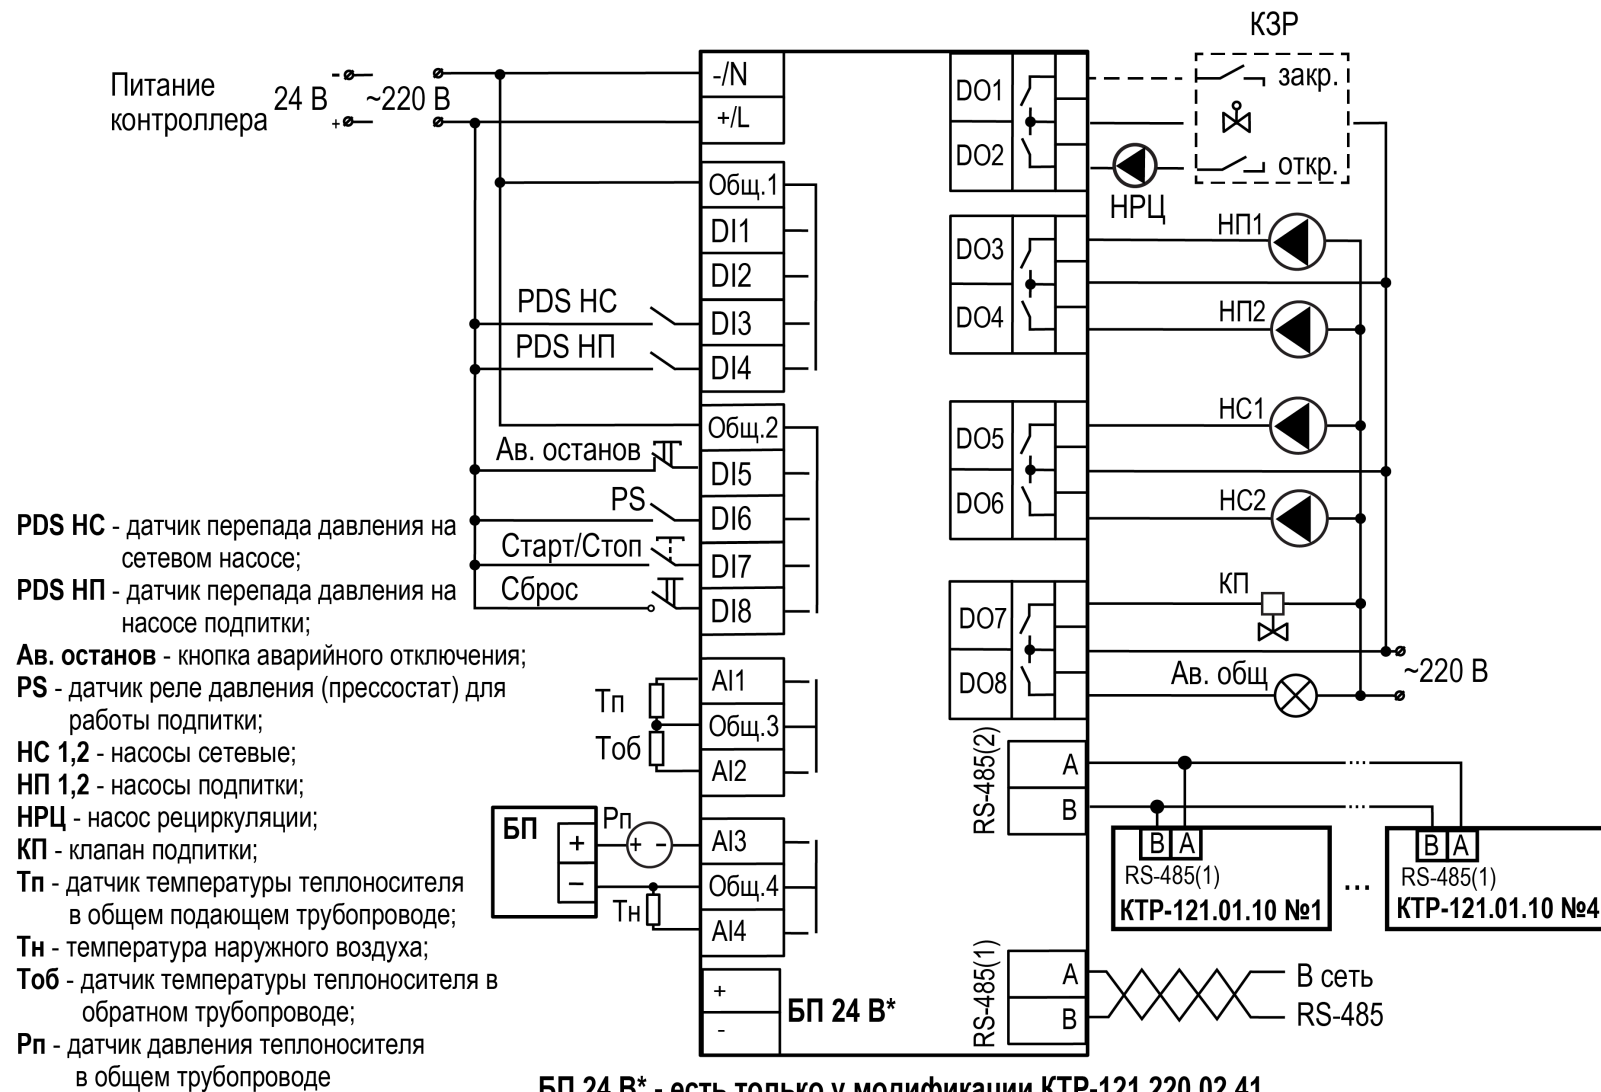 КЗР
Питание
контроллера
24 В
-
+
~220 В
-/N
+/L
Общ.1
DI1
DI2
PDS НС
DI3
PDS НП
DI4
Общ.2
Ав. останов
DI5
PS
DI6
Старт/Стоп
DI7
Сброс
DI8
Тп
AI1
Общ.3
Тоб
AI2
БП
+
–
Рп
+ -
AI3
Общ.4
Тн
AI4
+
-
БП 24 В*
DO1
DO2
закр.
откр.
НРЦ
DO3
DO4
НП1
НП2
DO5
DO6
НС1
НС2
DO7
DO8
КП
Ав. общ
~220 В
RS-485(2)
A
B
...
...
B A
RS-485(1)
КТР-121.01.10 №1
...
B A
RS-485(1)
КТР-121.01.10 №4
RS-485(1)
A
B
В сеть
RS-485
PDS НС - датчик перепада давления на
сетевом насосе;
PDS НП - датчик перепада давления на
насосе подпитки;
Ав. останов - кнопка аварийного отключения;
PS - датчик реле давления (прессостат) для
работы подпитки;
НС 1,2 - насосы сетевые;
НП 1,2 - насосы подпитки;
НРЦ - насос рециркуляции;
КП - клапан подпитки;
Тп - датчик температуры теплоносителя
в общем подающем трубопроводе;
Тн - температура наружного воздуха;
Тоб - датчик температуры теплоносителя в
обратном трубопроводе;
Рп - датчик давления теплоносителя
в общем трубопроводе
БП 24 В* - есть только у модификации КТР-121.220.02.41